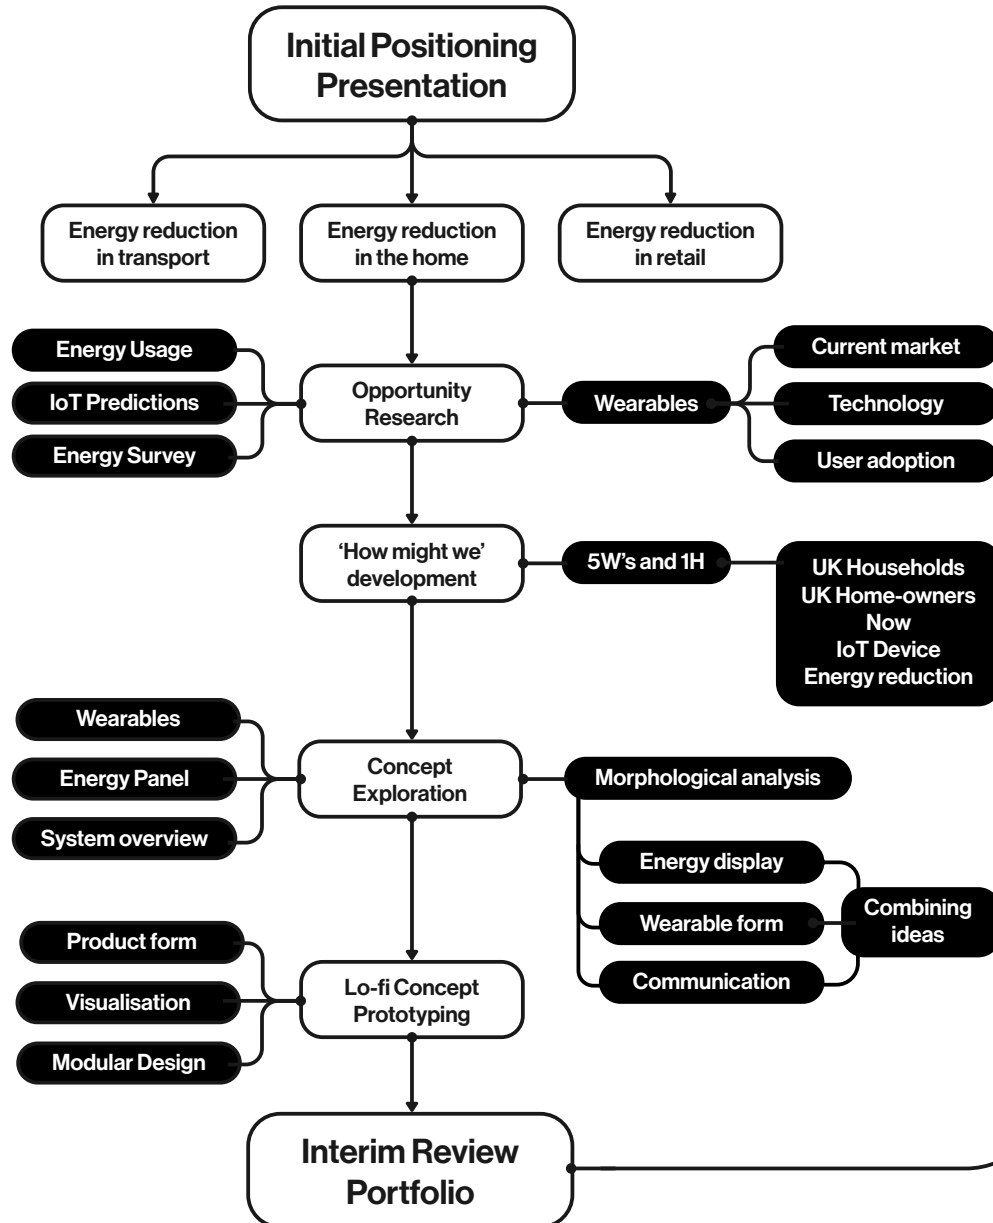 Initial Positioning
Presentation
Energy reduction
in transport
Energy reduction
in the home
Energy reduction
in retail
Energy Usage
IoT Predictions
Energy Survey
Opportunity
Research
Wearables
Current market
Technology
User adoption
‘How might we’
development
5W's and 1H
UK Households
UK Home-owners
Now
IoT Device
Energy reduction
Wearables
Energy Panel
System overview
Concept
Exploration
Morphological analysis
Energy display
Wearable form
Communication
Combining
ideas
Product form
Visualisation
Modular Design
Lo-fi Concept
Prototyping
Interim Review
Portfolio